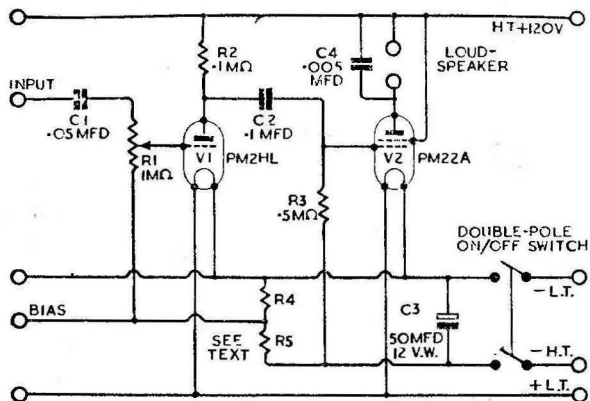 H.T.+120V
R2
·1MΩ
C4
·005
MFD
LOUD-
SPEAKER
INPUT
C1
·05MFD
C2
·1MFD
R1
1MΩ
V1
PM2HL
V2
PM22A
R3
·5MΩ
DOUBLE-POLE
ON/OFF SWITCH
-L.T.
R4
C3
BIAS
SEE
TEXT
R5
50MFD
12 V.W.
-H.T.
+L.T.